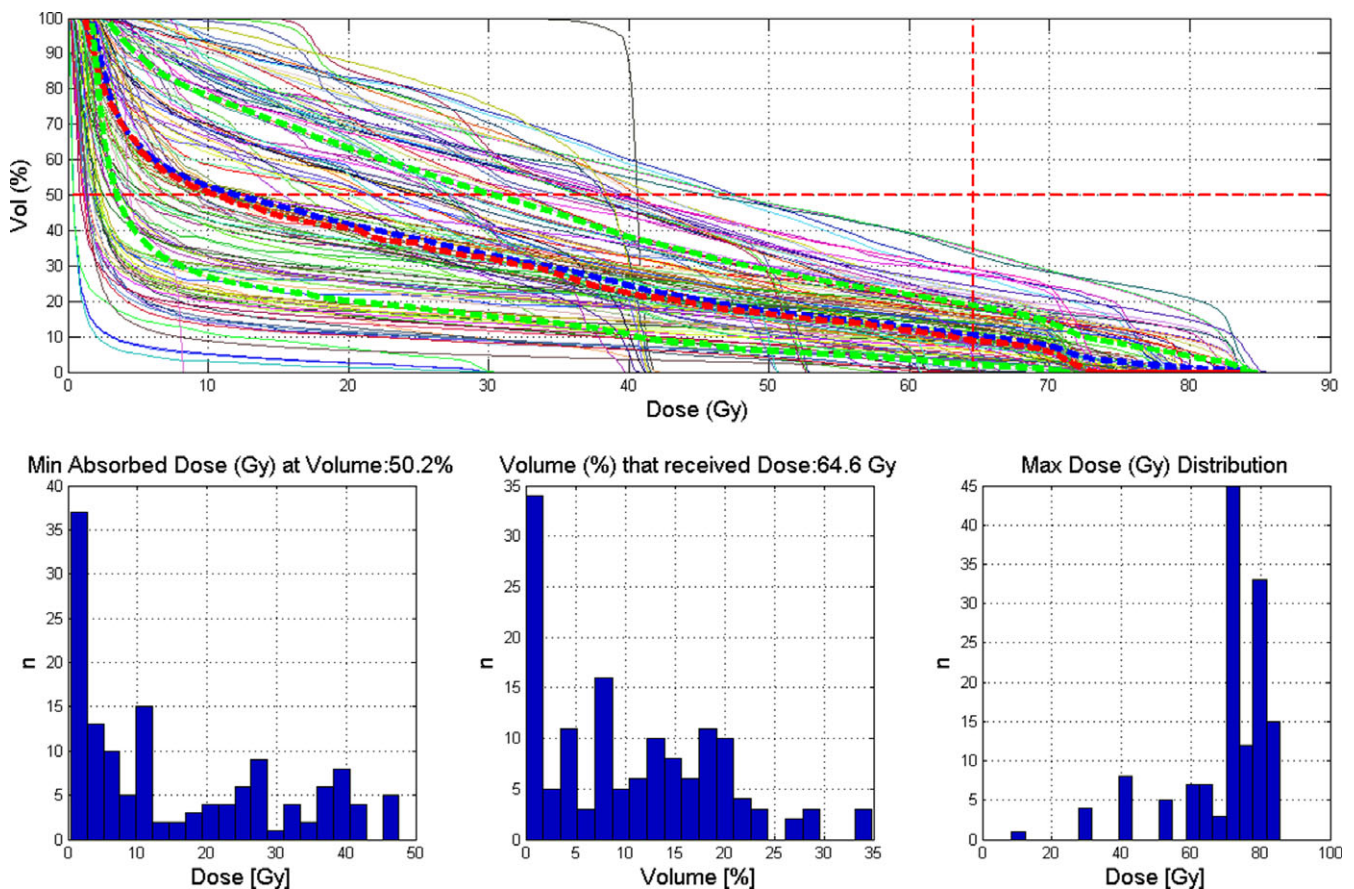 100
90
80
70
60
50
40
30
20
10
0
Vol (%)
0 10 20 30 40 50 60 70 80 90
Dose (Gy)
Min Absorbed Dose (Gy) at Volume:50.2%
40
35
30
25
20
15
10
5
0
n
0 10 20 30 40 50
Dose [Gy]
Volume (%) that received Dose:64.6 Gy
35
30
25
20
15
10
5
0
n
0 5 10 15 20 25 30 35
Volume [%]
Max Dose (Gy) Distribution
45
40
35
30
25
20
15
10
5
0
n
0 20 40 60 80 100
Dose [Gy]